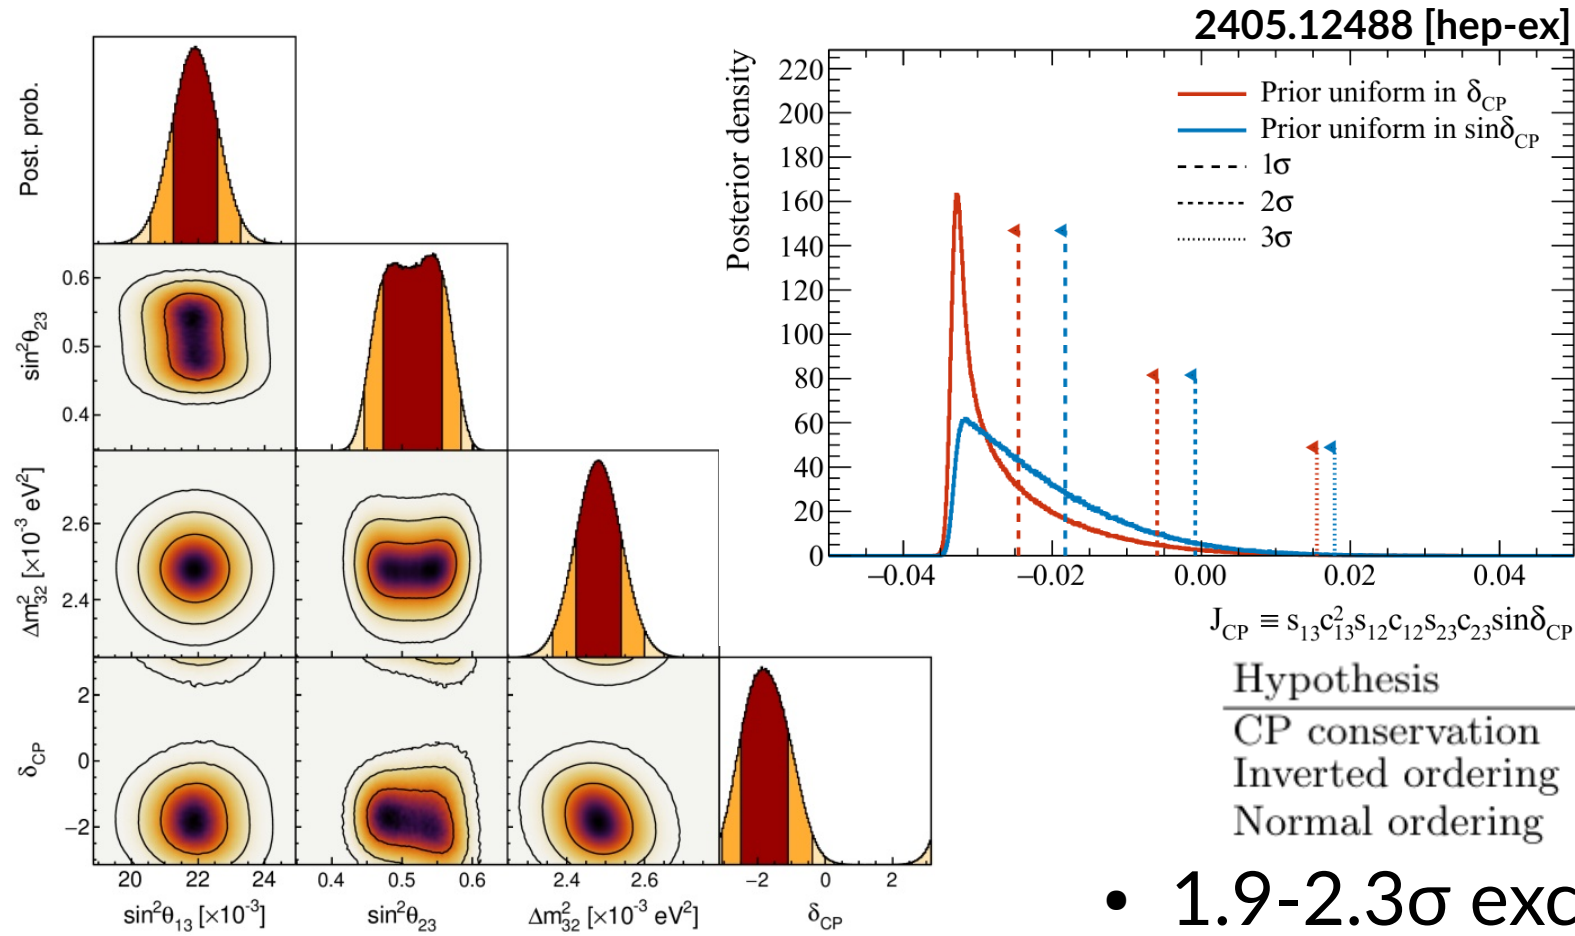 2405.12488 [hep-ex]
Post. prob.
sin²θ₂₃
0.6
0.5
0.4
Δm²₃₂ [×10⁻³ eV²]
2.6
2.4
δCP
2
0
−2
20 22 24
0.4 0.5 0.6
2.4 2.6
−2 0 2
sin²θ₁₃ [×10⁻³]
sin²θ₂₃
Δm²₃₂ [×10⁻³ eV²]
δCP
Posterior density
220
200
180
160
140
120
100
80
60
40
20
0
Prior uniform in δCP
Prior uniform in sinδCP
1σ
2σ
3σ
−0.04 −0.02 0.00 0.02 0.04
JCP ≡ s₁₃c²₁₃s₁₂c₁₂s₂₃c₂₃sinδCP
Hypothesis
CP conservation
Inverted ordering
Normal ordering
• 1.9-2.3σ exc